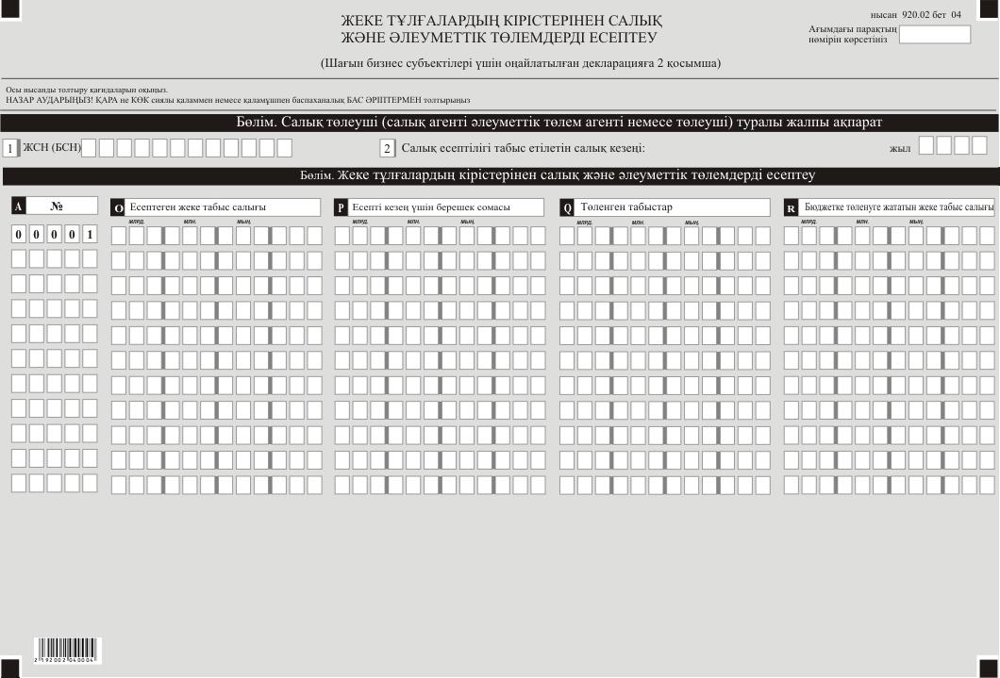 нысан 920.02 бет 04
ЖЕКЕ ТҰЛҒАЛАРДЫҢ КІРІСТЕРІНЕН САЛЫҚ
ЖӘНЕ ӘЛЕУМЕТТІК ТӨЛЕМДЕРДІ ЕСЕПТЕУ
Ағымдағы парақтың
нөмірін көрсетіңіз
(Шағын бизнес субъектілері үшін оңайлатылған декларацияға 2 қосымша)
Осы нысанды толтыру қағидаларын оқыңыз.
НАЗАР АУДАРЫҢЫЗ! ҚАРА не КӨК сиялы қаламмен немесе қаламұшпен баспаханалық БАС ӘРІПТЕРМЕН толтырыңыз
Бөлім. Салық төлеуші (салық агенті әлеуметтік төлем агенті немесе төлеуші) туралы жалпы ақпарат
1 ЖСН (БСН) 2 Салық есептілігі табыс етілетін салық кезеңі: жыл
Бөлім. Жеке тұлғалардың кірістерінен салық және әлеуметтік төлемдерді есептеу
A № O Есептеген жеке табыс салығы P Есепті кезең үшін берешек сомасы Q Төленген табыстар R Бюджетке төленуге жататын жеке табыс салығы
МЛРД. МЛН. МЫҢ. МЛРД. МЛН. МЫҢ. МЛРД. МЛН. МЫҢ. МЛРД. МЛН. МЫҢ.
0 0 0 0 1
2192002040004